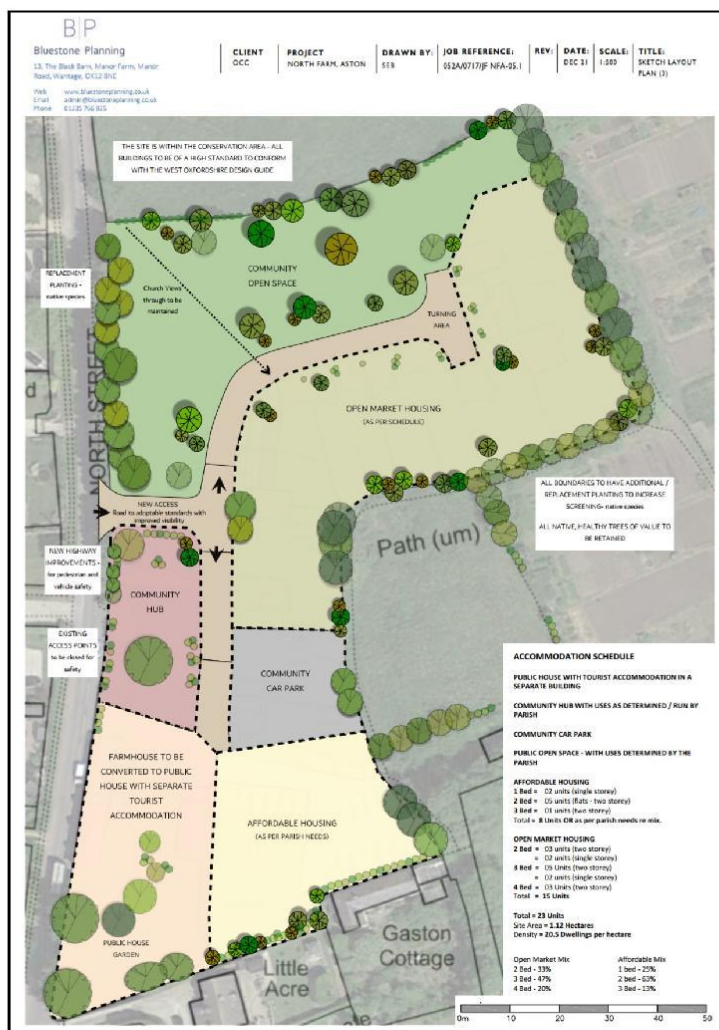 B|P
Bluestone Planning
13, The Black Barn, Manor Farm, Manor
Road, Wantage, OX12 8NE
Web www.bluestoneplanning.co.uk
Email admin@bluestoneplanning.co.uk
Phone 01235 766 825
CLIENT
OCC
PROJECT
NORTH FARM, ASTON
DRAWN BY:
SEB
JOB REFERENCE:
052A/0717/JF NFA-05.1
REV:
DATE:
DEC 21
SCALE:
1:500
TITLE:
SKETCH LAYOUT
PLAN (3)
THE SITE IS WITHIN THE CONSERVATION AREA - ALL
BUILDINGS TO BE OF A HIGH STANDARD TO CONFORM
WITH THE WEST OXFORDSHIRE DESIGN GUIDE
REPLACEMENT
PLANTING -
native species
Church Views
through to be
maintained
COMMUNITY
OPEN SPACE
TURNING
AREA
NORTH STREET
OPEN MARKET HOUSING
(AS PER SCHEDULE)
NEW ACCESS
Road to adoptable standards with
improved visibility
ALL BOUNDARIES TO HAVE ADDITIONAL /
REPLACEMENT PLANTING TO INCREASE
SCREENING- native species
ALL NATIVE, HEALTHY TREES OF VALUE TO
BE RETAINED
Path (um)
NEW HIGHWAY
IMPROVEMENTS -
for pedestrian and
vehicle safety
COMMUNITY
HUB
EXISTING
ACCESS POINTS
to be closed for
safety
COMMUNITY
CAR PARK
FARMHOUSE TO BE
CONVERTED TO PUBLIC
HOUSE WITH SEPARATE
TOURIST
ACCOMMODATION
AFFORDABLE HOUSING
(AS PER PARISH NEEDS)
PUBLIC HOUSE
GARDEN
Little
Acre
Gaston
Cottage
ACCOMMODATION SCHEDULE
PUBLIC HOUSE WITH TOURIST ACCOMMODATION IN A
SEPARATE BUILDING
COMMUNITY HUB WITH USES AS DETERMINED / RUN BY
PARISH
COMMUNITY CAR PARK
PUBLIC OPEN SPACE - WITH USES DETERMINED BY THE
PARISH
AFFORDABLE HOUSING
1 Bed = 02 units (single storey)
2 Bed = 05 units (flats - two storey)
3 Bed = 01 units (two storey)
Total = 8 Units OR as per parish needs re mix.
OPEN MARKET HOUSING
2 Bed = 03 units (two storey)
= 02 units (single storey)
3 Bed = 05 Units (two storey)
= 02 units (single storey)
4 Bed = 03 Units (two storey)
Total = 15 Units
Total = 23 Units
Site Area = 1.12 Hectares
Density = 20.5 Dwellings per hectare
Open Market Mix Affordable Mix
2 Bed - 33% 1 bed - 25%
3 Bed - 47% 2 bed - 63%
4 Bed - 20% 3 Bed - 13%
0m 10 20 30 40 50